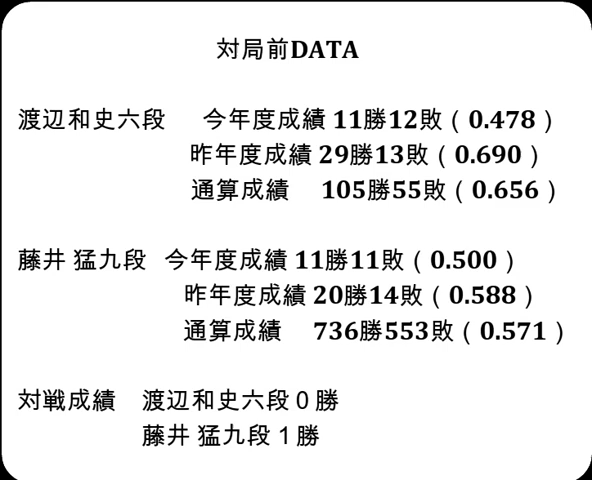 対局前DATA
渡辺和史六段 今年度成績 11勝12敗（0.478）
昨年度成績 29勝13敗（0.690）
通算成績 105勝55敗（0.656）
藤井 猛九段 今年度成績 11勝11敗（0.500）
昨年度成績 20勝14敗（0.588）
通算成績 736勝553敗（0.571）
対戦成績 渡辺和史六段０勝
藤井 猛九段１勝